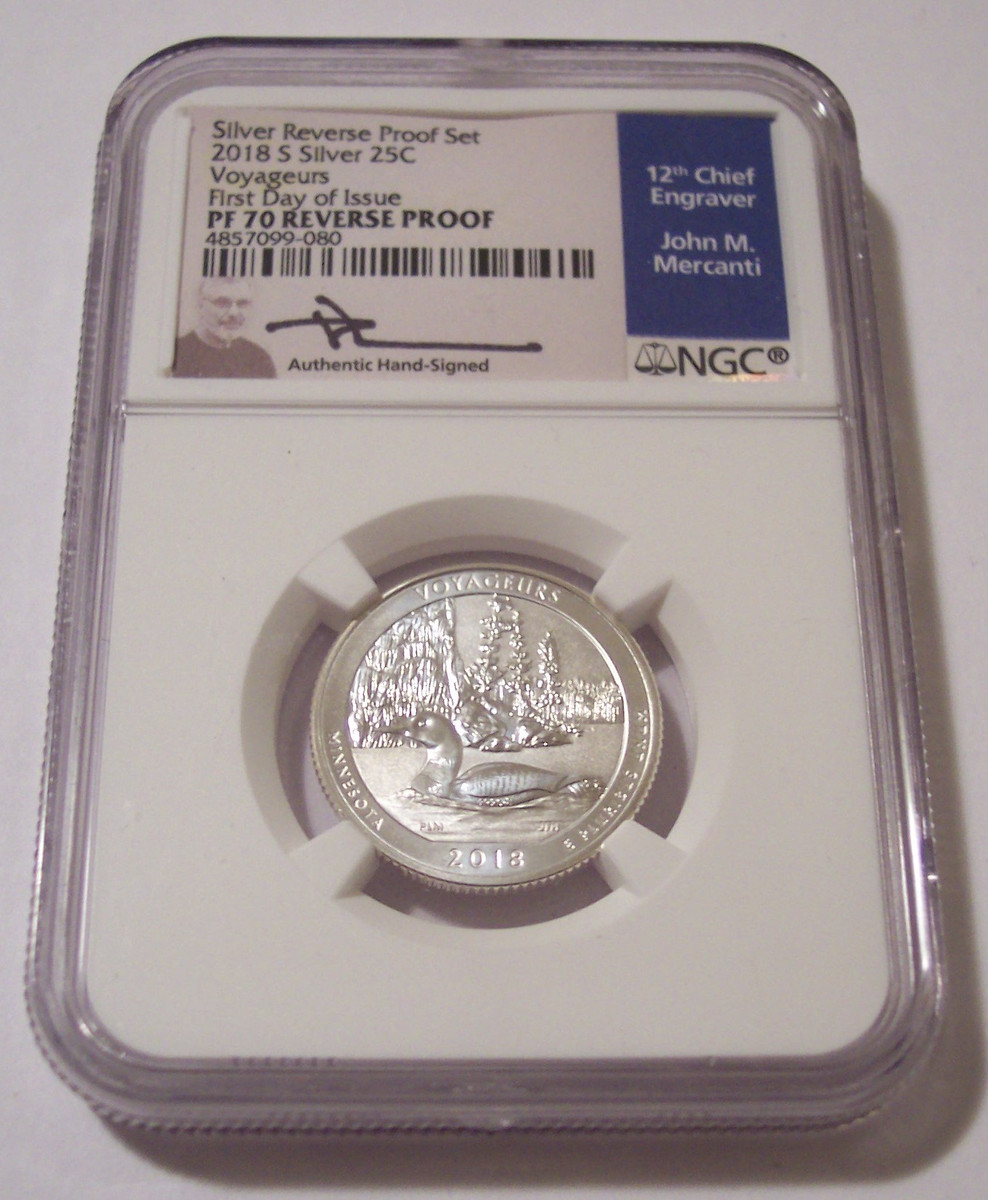 Silver Reverse Proof Set
2018 S Silver 25C
Voyageurs
First Day of Issue
PF 70 REVERSE PROOF
4857099-080
Authentic Hand-Signed
12th Chief
Engraver
John M.
Mercanti
NGC®
VOYAGEURS
MINNESOTA
E PLURIBUS UNUM
2018